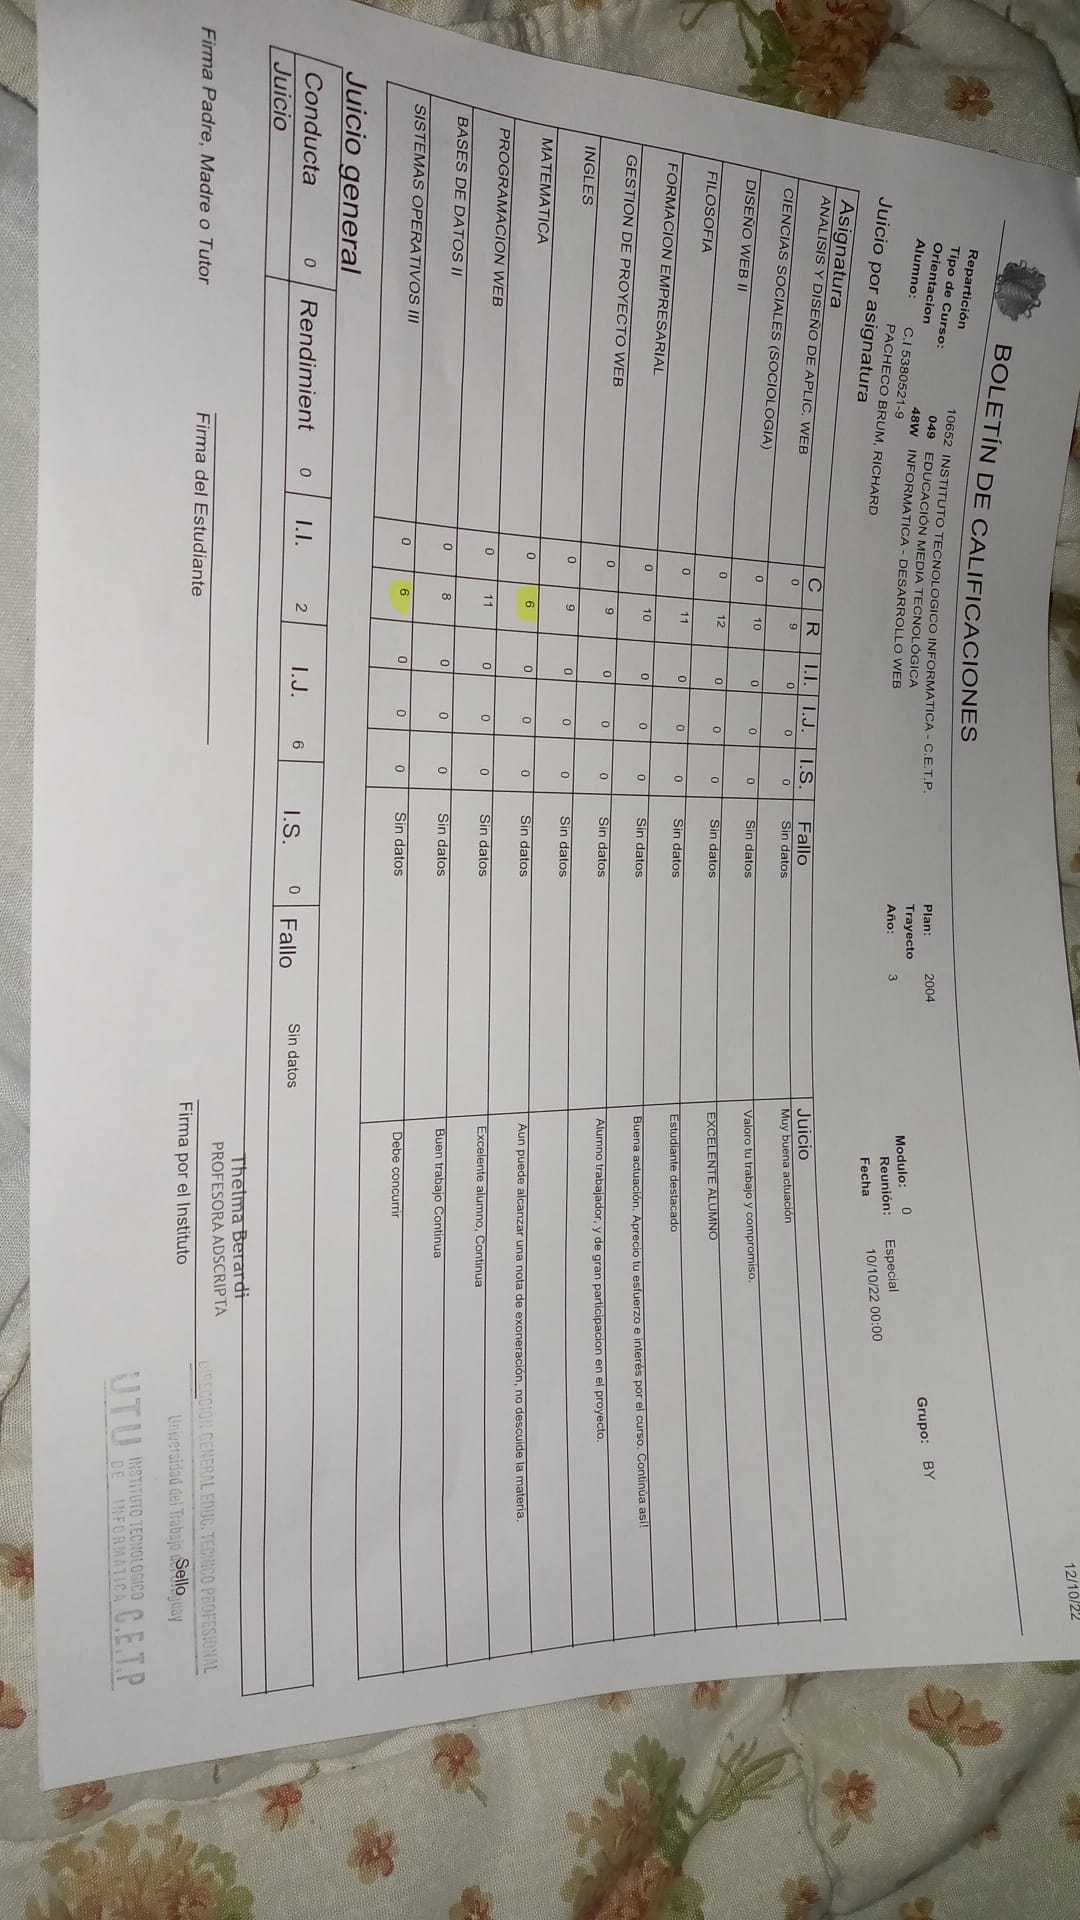 12/10/22
BOLETÍN DE CALIFICACIONES
Repartición 10652 INSTITUTO TECNOLOGICO INFORMATICA - C.E.T.P.
Tipo de Curso: 049 EDUCACIÓN MEDIA TECNOLÓGICA
Orientacion 48W INFORMATICA - DESARROLLO WEB
Alumno: C.I 5380521-9
PACHECO BRUM, RICHARD
Plan: 2004
Trayecto
Año: 3
Modulo: 0
Reunión: Especial
Fecha 10/10/22 00:00
Grupo: BY
Juicio por asignatura
Asignatura C R I.I. I.J. I.S. Fallo Juicio
ANALISIS Y DISEÑO DE APLIC. WEB 0 9 0 0 0 Sin datos Muy buena actuación
CIENCIAS SOCIALES (SOCIOLOGIA) 0 10 0 0 0 Sin datos Valoro tu trabajo y compromiso.
DISEÑO WEB II 0 12 0 0 0 Sin datos EXCELENTE ALUMNO
FILOSOFIA 0 11 0 0 0 Sin datos Estudiante destacado
FORMACION EMPRESARIAL 0 10 0 0 0 Sin datos Buena actuación. Aprecio tu esfuerzo e interés por el curso. Continúa así!
GESTION DE PROYECTO WEB 0 9 0 0 0 Sin datos Alumno trabajador, y de gran participacion en el proyecto.
INGLES 0 9 0 0 0 Sin datos
MATEMATICA 0 6 0 0 0 Sin datos Aun puede alcanzar una nota de exoneración, no descuide la materia.
PROGRAMACION WEB 0 11 0 0 0 Sin datos Excelente alumno, Continua
BASES DE DATOS II 0 8 0 0 0 Sin datos Buen trabajo Continua
SISTEMAS OPERATIVOS III 0 6 0 0 0 Sin datos Debe concurrir
Juicio general
Conducta 0 Rendimient 0 I.I. 2 I.J. 6 I.S. 0 Fallo Sin datos
Juicio
Firma Padre, Madre o Tutor
Firma del Estudiante
Thelma Berardi
PROFESORA ADSCRIPTA
Firma por el Instituto
DIRECCIÓN GENERAL EDUC. TECNICO PROFESIONAL
Universidad del Trabajo del Uruguay
Sello
UTU INSTITUTO TECNOLOGICO DE INFORMATICA C.E.T.P